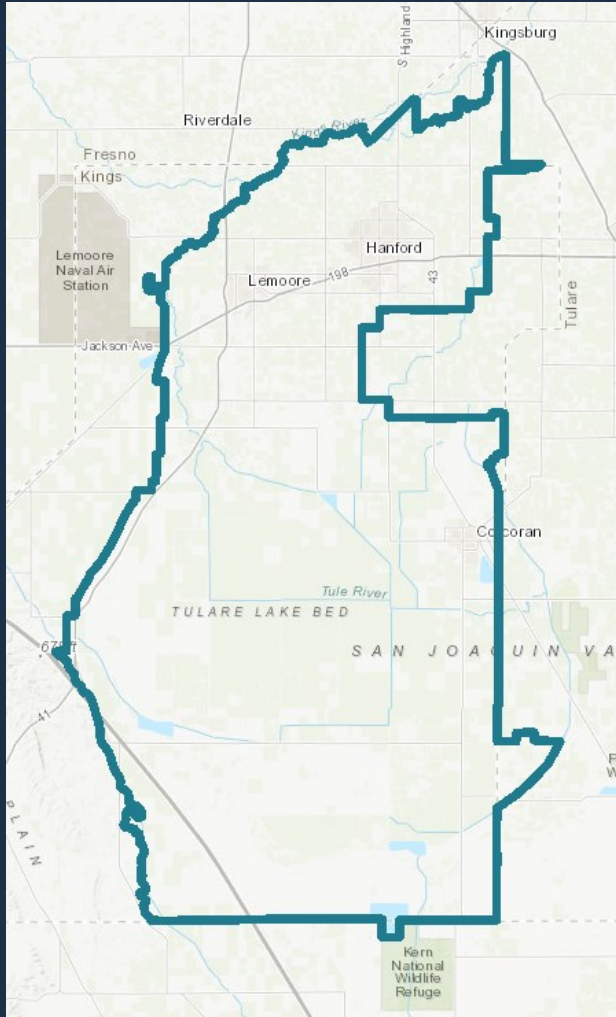 Kingsburg
S Highland
Riverdale
Kings River
Fresno
Kings
Lemoore
Naval Air
Station
Hanford
Lemoore
198
43
Tulare
Jackson Ave
Corcoran
Tule River
TULARE LAKE BED
SAN JOAQUIN VA
41
PLAIN
Kern
National
Wildlife
Refuge